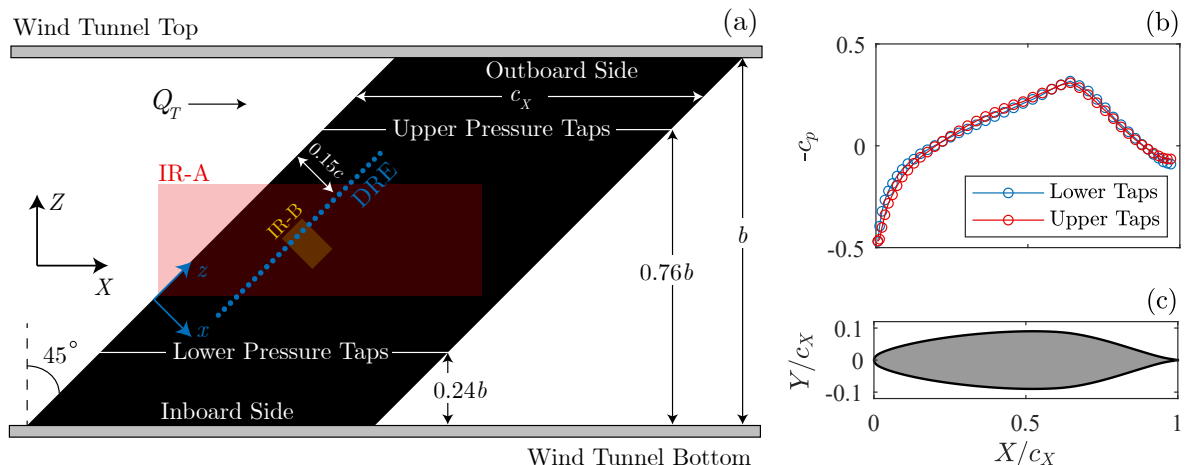 Wind Tunnel Top
(a)
Outboard Side
Q_T
c_X
Upper Pressure Taps
0.15c
IR-A
DRE
IR-B
Z
X
z
x
b
0.76b
45°
Lower Pressure Taps
0.24b
Inboard Side
Wind Tunnel Bottom
(b)
0.5
-c_p
0
-0.5
Lower Taps
Upper Taps
(c)
Y/c_X
0.1
0
-0.1
0 0.5 1
X/c_X